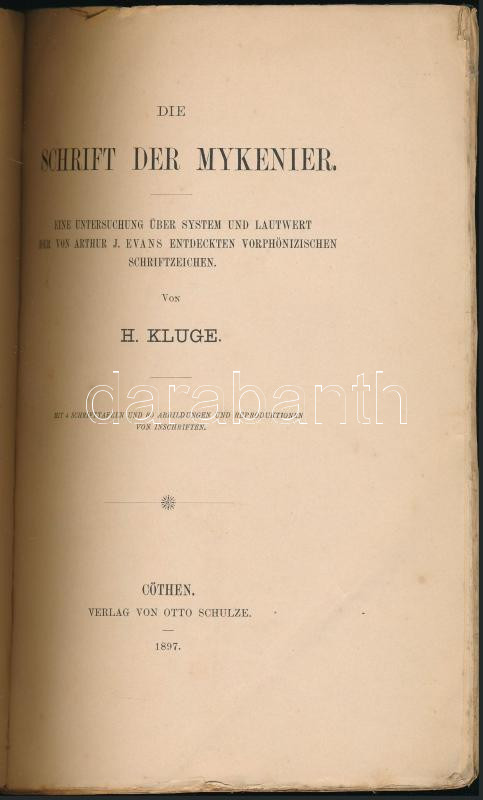 DIE
SCHRIFT DER MYKENIER.
EINE UNTERSUCHUNG ÜBER SYSTEM UND LAUTWERT
DER VON ARTHUR J. EVANS ENTDECKTEN VORPHÖNIZISCHEN
SCHRIFTZEICHEN.
VON
H. KLUGE.
MIT 4 SCHRIFTTAFELN UND ABBILDUNGEN UND REPRODUKTIONEN
VON INSCHRIFTEN.
darabanth
CÖTHEN.
VERLAG VON OTTO SCHULZE.
1897.